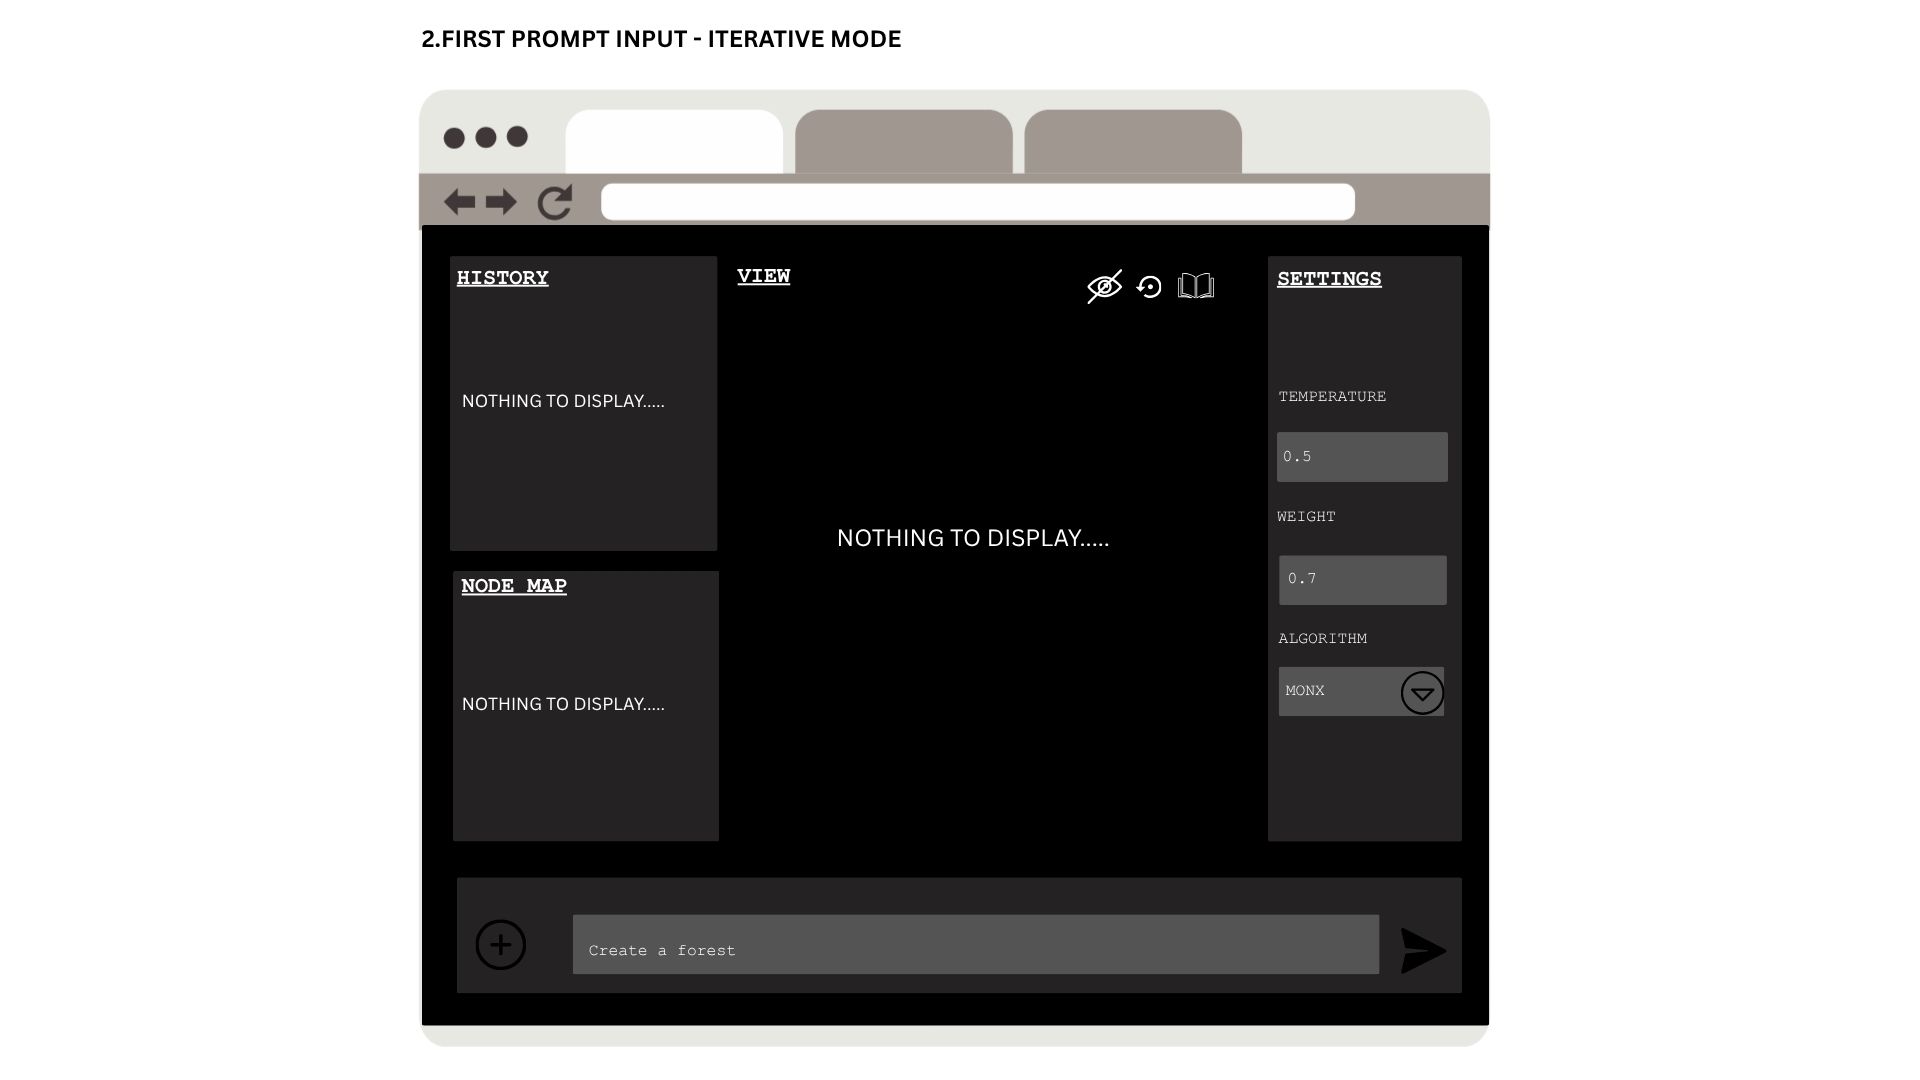 2.FIRST PROMPT INPUT - ITERATIVE MODE
HISTORY
NOTHING TO DISPLAY.....
NODE MAP
NOTHING TO DISPLAY.....
VIEW
NOTHING TO DISPLAY.....
SETTINGS
TEMPERATURE
0.5
WEIGHT
0.7
ALGORITHM
MONX
Create a forest